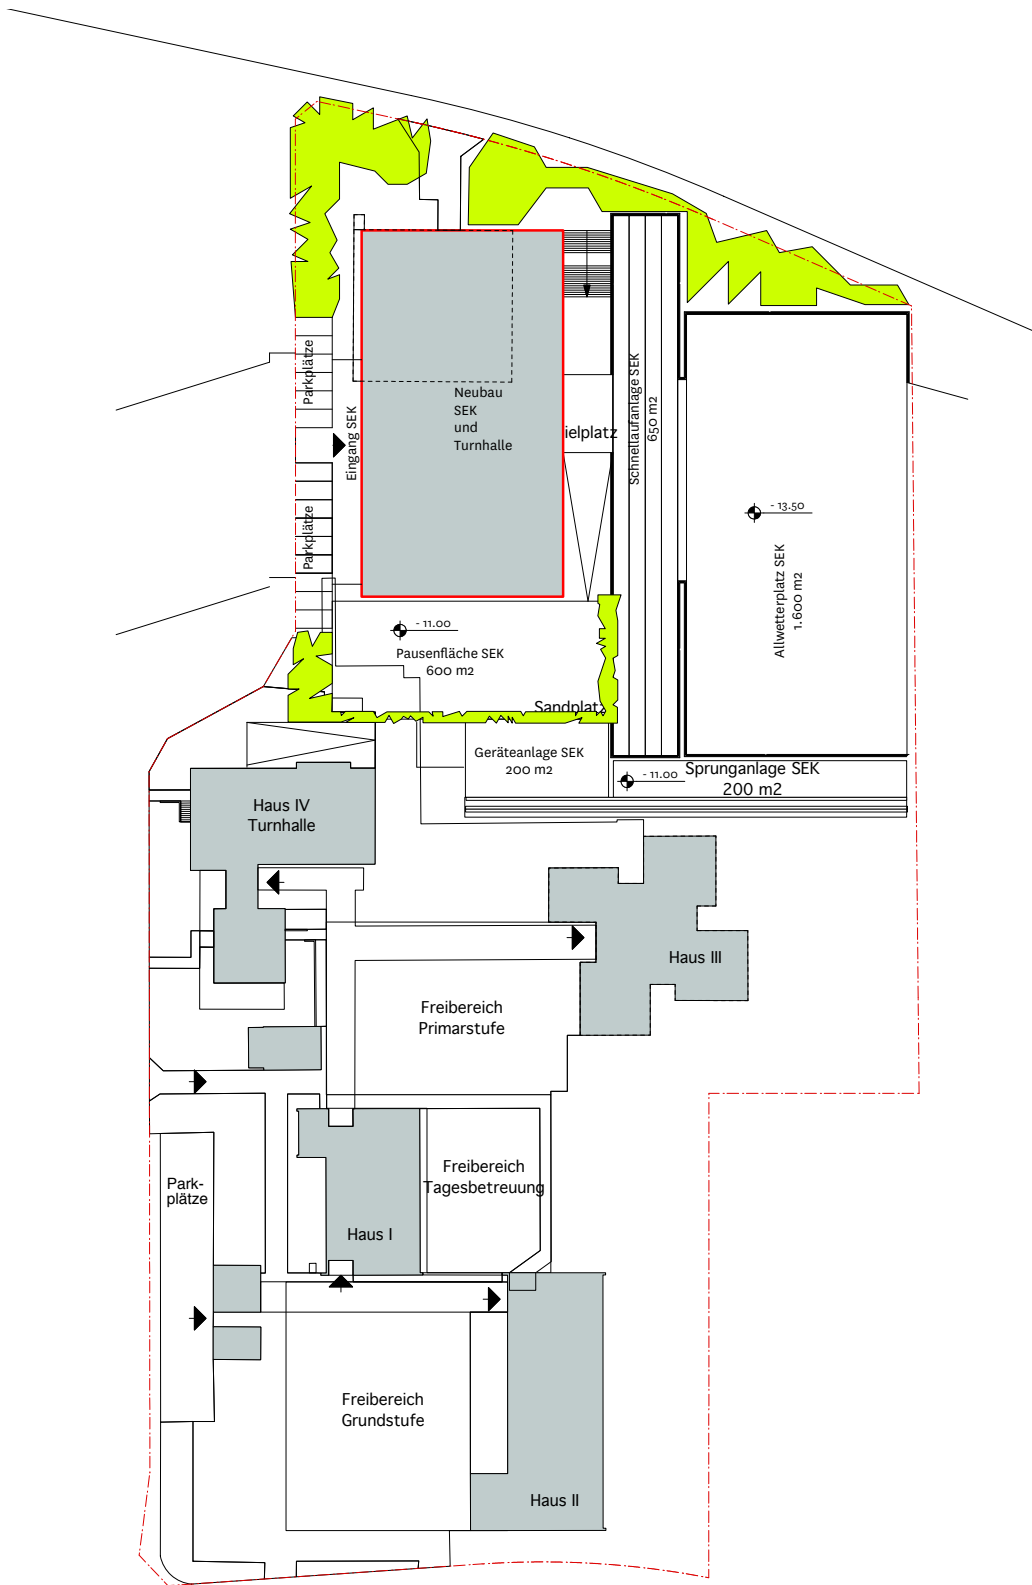 Parkplätze
Eingang SEK
Neubau
SEK
und
Turnhalle
ielplatz
Schnellaufanlage SEK
650 m2
- 13.50
Allwetterplatz SEK
1.600 m2
Parkplätze
- 11.00
Pausenfläche SEK
600 m2
Sandplatz
Geräteanlage SEK
200 m2
- 11.00
Sprunganlage SEK
200 m2
Haus IV
Turnhalle
Haus III
Freibereich
Primarstufe
Freibereich
Tagesbetreuung
Park-
plätze
Haus I
Freibereich
Grundstufe
Haus II